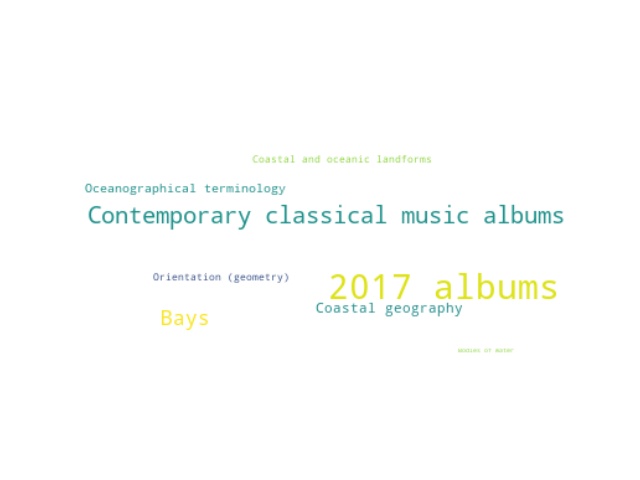 Coastal and oceanic landforms
Oceanographical terminology
Contemporary classical music albums
Orientation (geometry)
2017 albums
Coastal geography
Bays
Bodies of water